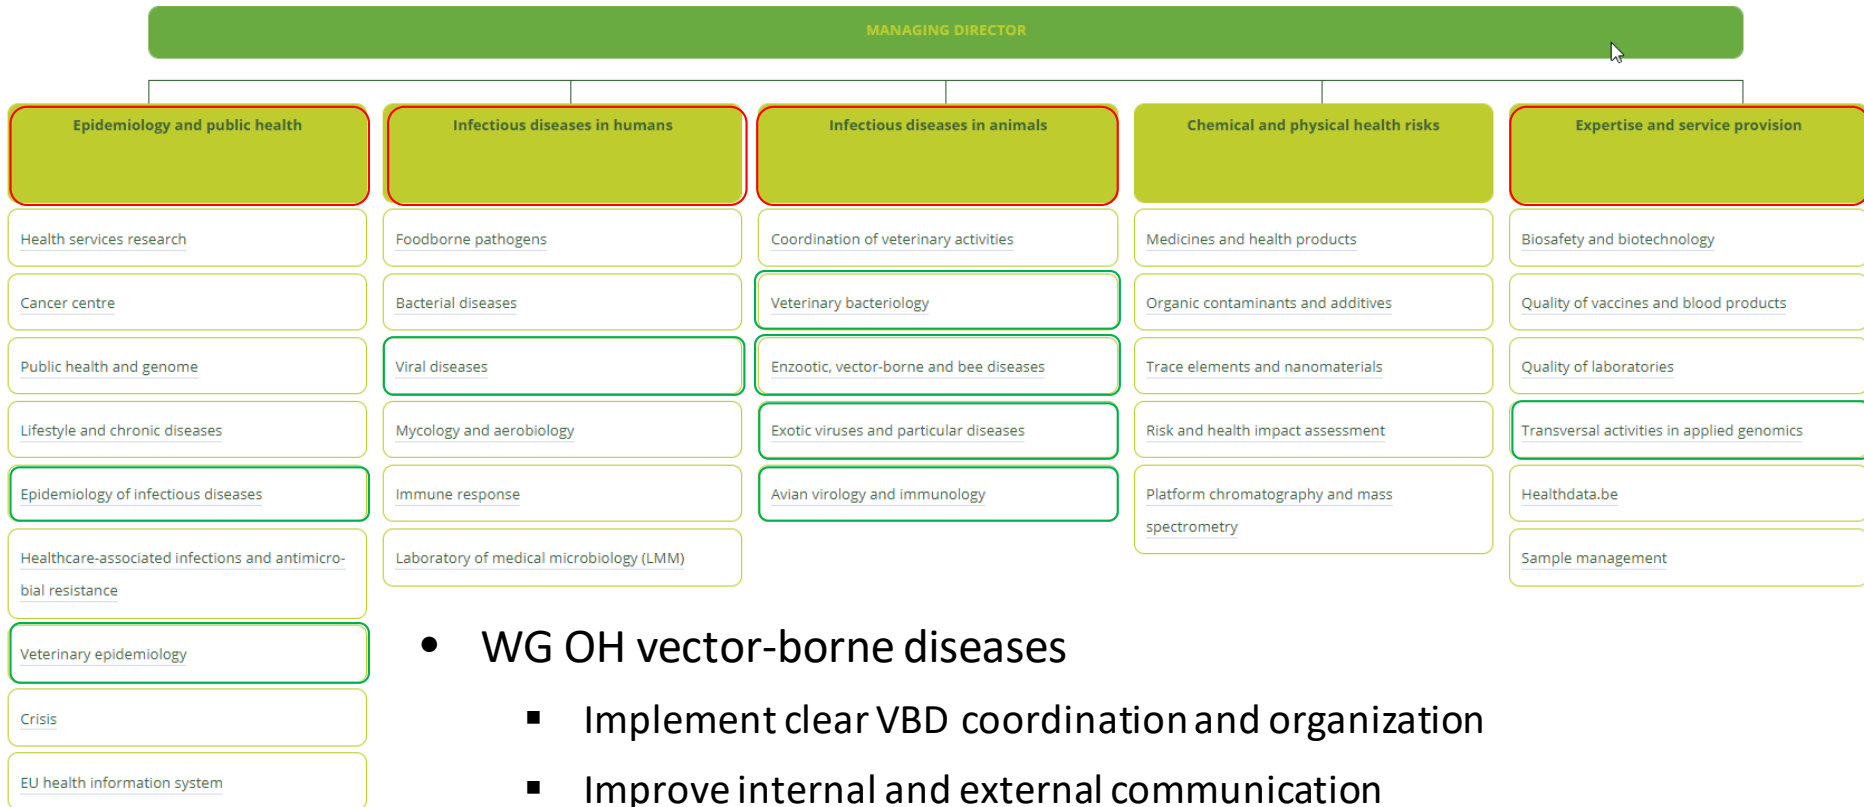 MANAGING DIRECTOR
Epidemiology and public health
Health services research
Cancer centre
Public health and genome
Lifestyle and chronic diseases
Epidemiology of infectious diseases
Healthcare-associated infections and antimicro-
bial resistance
Veterinary epidemiology
Crisis
EU health information system
Infectious diseases in humans
Foodborne pathogens
Bacterial diseases
Viral diseases
Mycology and aerobiology
Immune response
Laboratory of medical microbiology (LMM)
Infectious diseases in animals
Coordination of veterinary activities
Veterinary bacteriology
Enzootic, vector-borne and bee diseases
Exotic viruses and particular diseases
Avian virology and immunology
Chemical and physical health risks
Medicines and health products
Organic contaminants and additives
Trace elements and nanomaterials
Risk and health impact assessment
Platform chromatography and mass
spectrometry
Expertise and service provision
Biosafety and biotechnology
Quality of vaccines and blood products
Quality of laboratories
Transversal activities in applied genomics
Healthdata.be
Sample management
• WG OH vector-borne diseases
▪ Implement clear VBD coordination and organization
▪ Improve internal and external communication